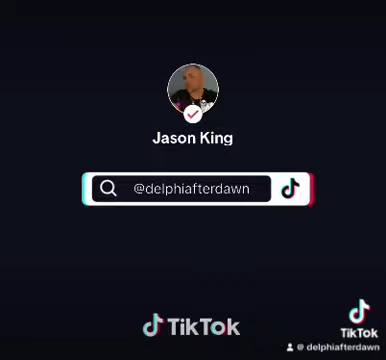 Jason King
@delphiafterdawn
TikTok
TikTok
@ delphiafterdawn